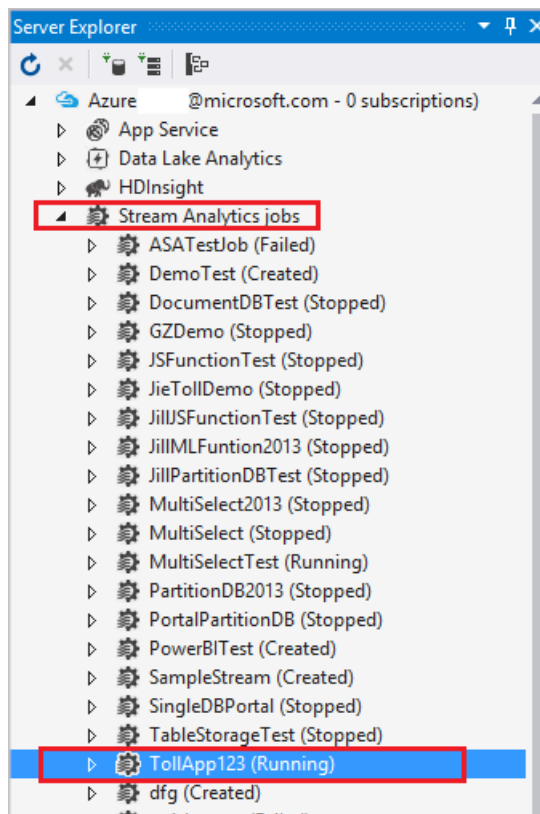 Server Explorer
Azure @microsoft.com - 0 subscriptions)
App Service
Data Lake Analytics
HDInsight
Stream Analytics jobs
ASATestJob (Failed)
DemoTest (Created)
DocumentDBTest (Stopped)
GZDemo (Stopped)
JSFunctionTest (Stopped)
JieTollDemo (Stopped)
JillJSFunctionTest (Stopped)
JillMLFuntion2013 (Stopped)
JillPartitionDBTest (Stopped)
MultiSelect2013 (Stopped)
MultiSelect (Stopped)
MultiSelectTest (Running)
PartitionDB2013 (Stopped)
PortalPartitionDB (Stopped)
PowerBITest (Created)
SampleStream (Created)
SingleDBPortal (Stopped)
TableStorageTest (Stopped)
TollApp123 (Running)
dfg (Created)